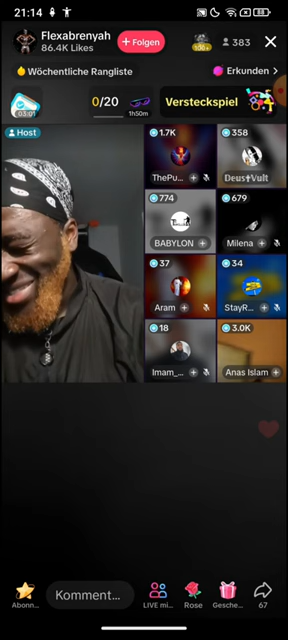 21:14
88%
Flexabrenyah
86.4K Likes
+ Folgen
100+
383
Wöchentliche Rangliste
Erkunden >
03:01
0/20
1h50m
Versteckspiel
Host
1.7K
358
ThePu...
𝔻𝕖𝕦𝕤✝𝕍𝕦𝕝𝕥
774
679
BABYLON
Milena
37
34
Aram
StayR...
18
3.0K
Imam_...
Anas Islam
Komment...
Abonn...
LIVE mi...
Rose
Gesche...
67